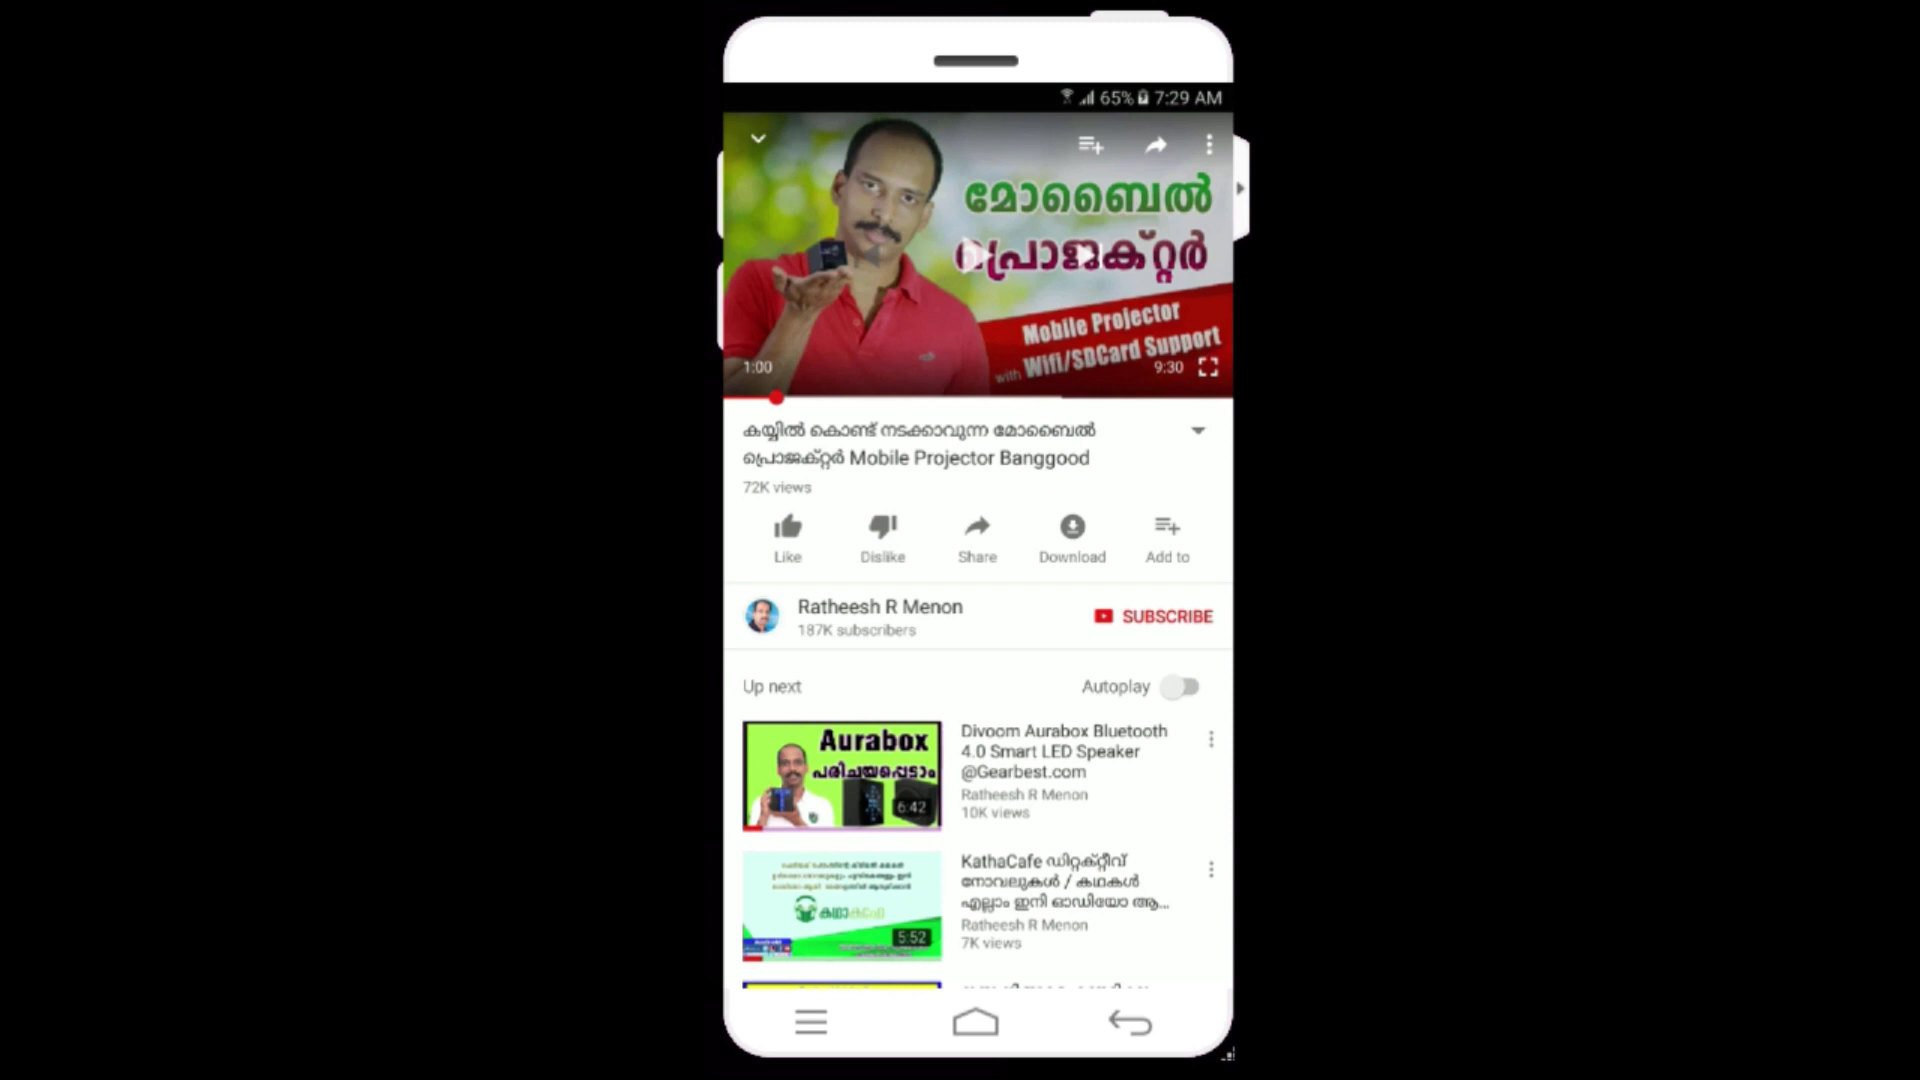 65% 7:29 AM
മോബൈൽ
പ്രൊജക്റ്റർ
Mobile Projector
with Wifi/SDCard Support
1:00
9:30
കയ്യിൽ കൊണ്ട് നടക്കാവുന്ന മോബൈൽ
പ്രൊജക്റ്റർ Mobile Projector Banggood
72K views
Like Dislike Share Download Add to
Ratheesh R Menon
187K subscribers
SUBSCRIBE
Up next
Autoplay
Aurabox
പരിചയപ്പെടാം
6:42
Divoom Aurabox Bluetooth
4.0 Smart LED Speaker
@Gearbest.com
Ratheesh R Menon
10K views
കഥാകഫെ
5:52
KathaCafe ഡിറ്റക്റ്റീവ്
നോവലുകൾ / കഥകൾ
എല്ലാം ഇനി ഓഡിയോ ആ...
Ratheesh R Menon
7K views